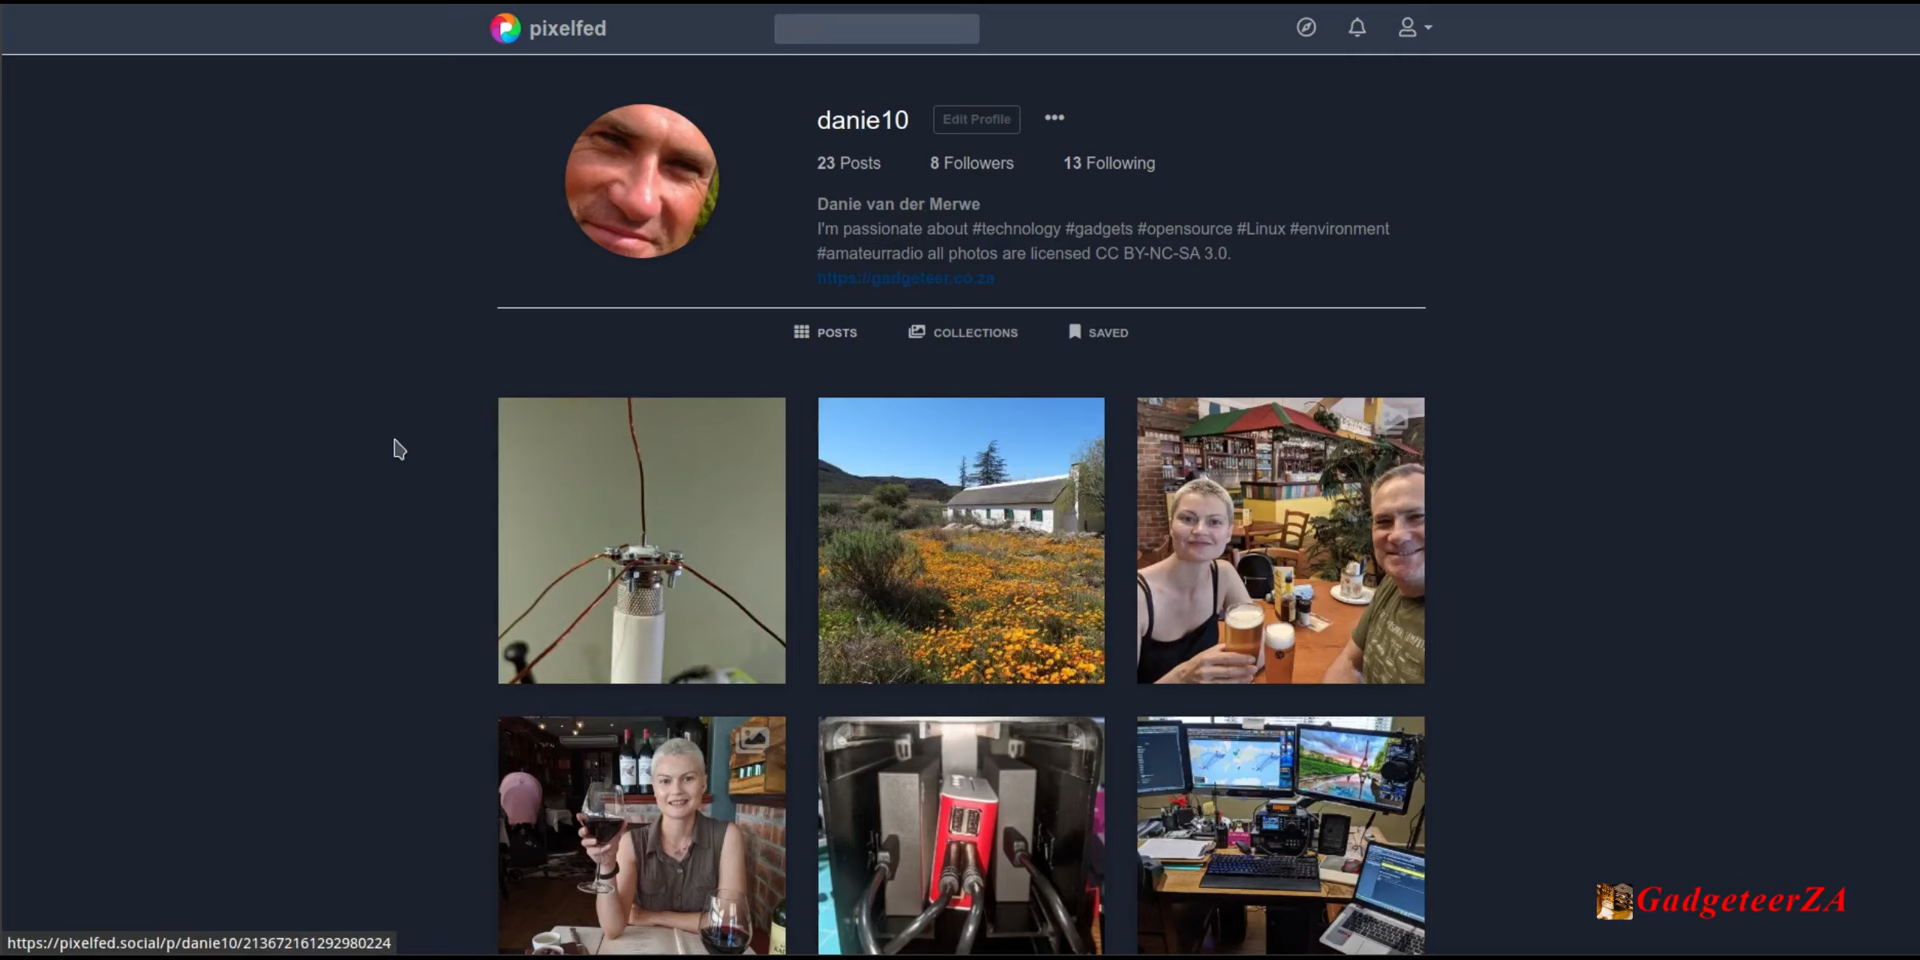 pixelfed
danie10 Edit Profile
23 Posts 8 Followers 13 Following
Danie van der Merwe
I'm passionate about #technology #gadgets #opensource #Linux #environment
#amateurradio all photos are licensed CC BY-NC-SA 3.0.
https://gadgeteer.co.za
POSTS COLLECTIONS SAVED
GadgeteerZA
https://pixelfed.social/p/danie10/213672161292980224